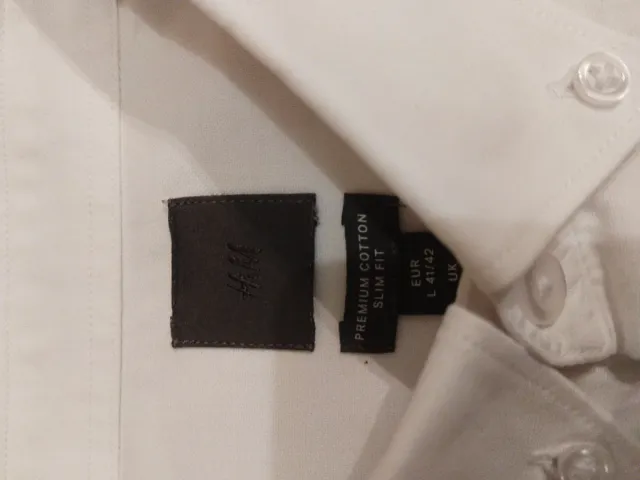 H&M
PREMIUM COTTON
SLIM FIT
EUR
L 41/42
UK